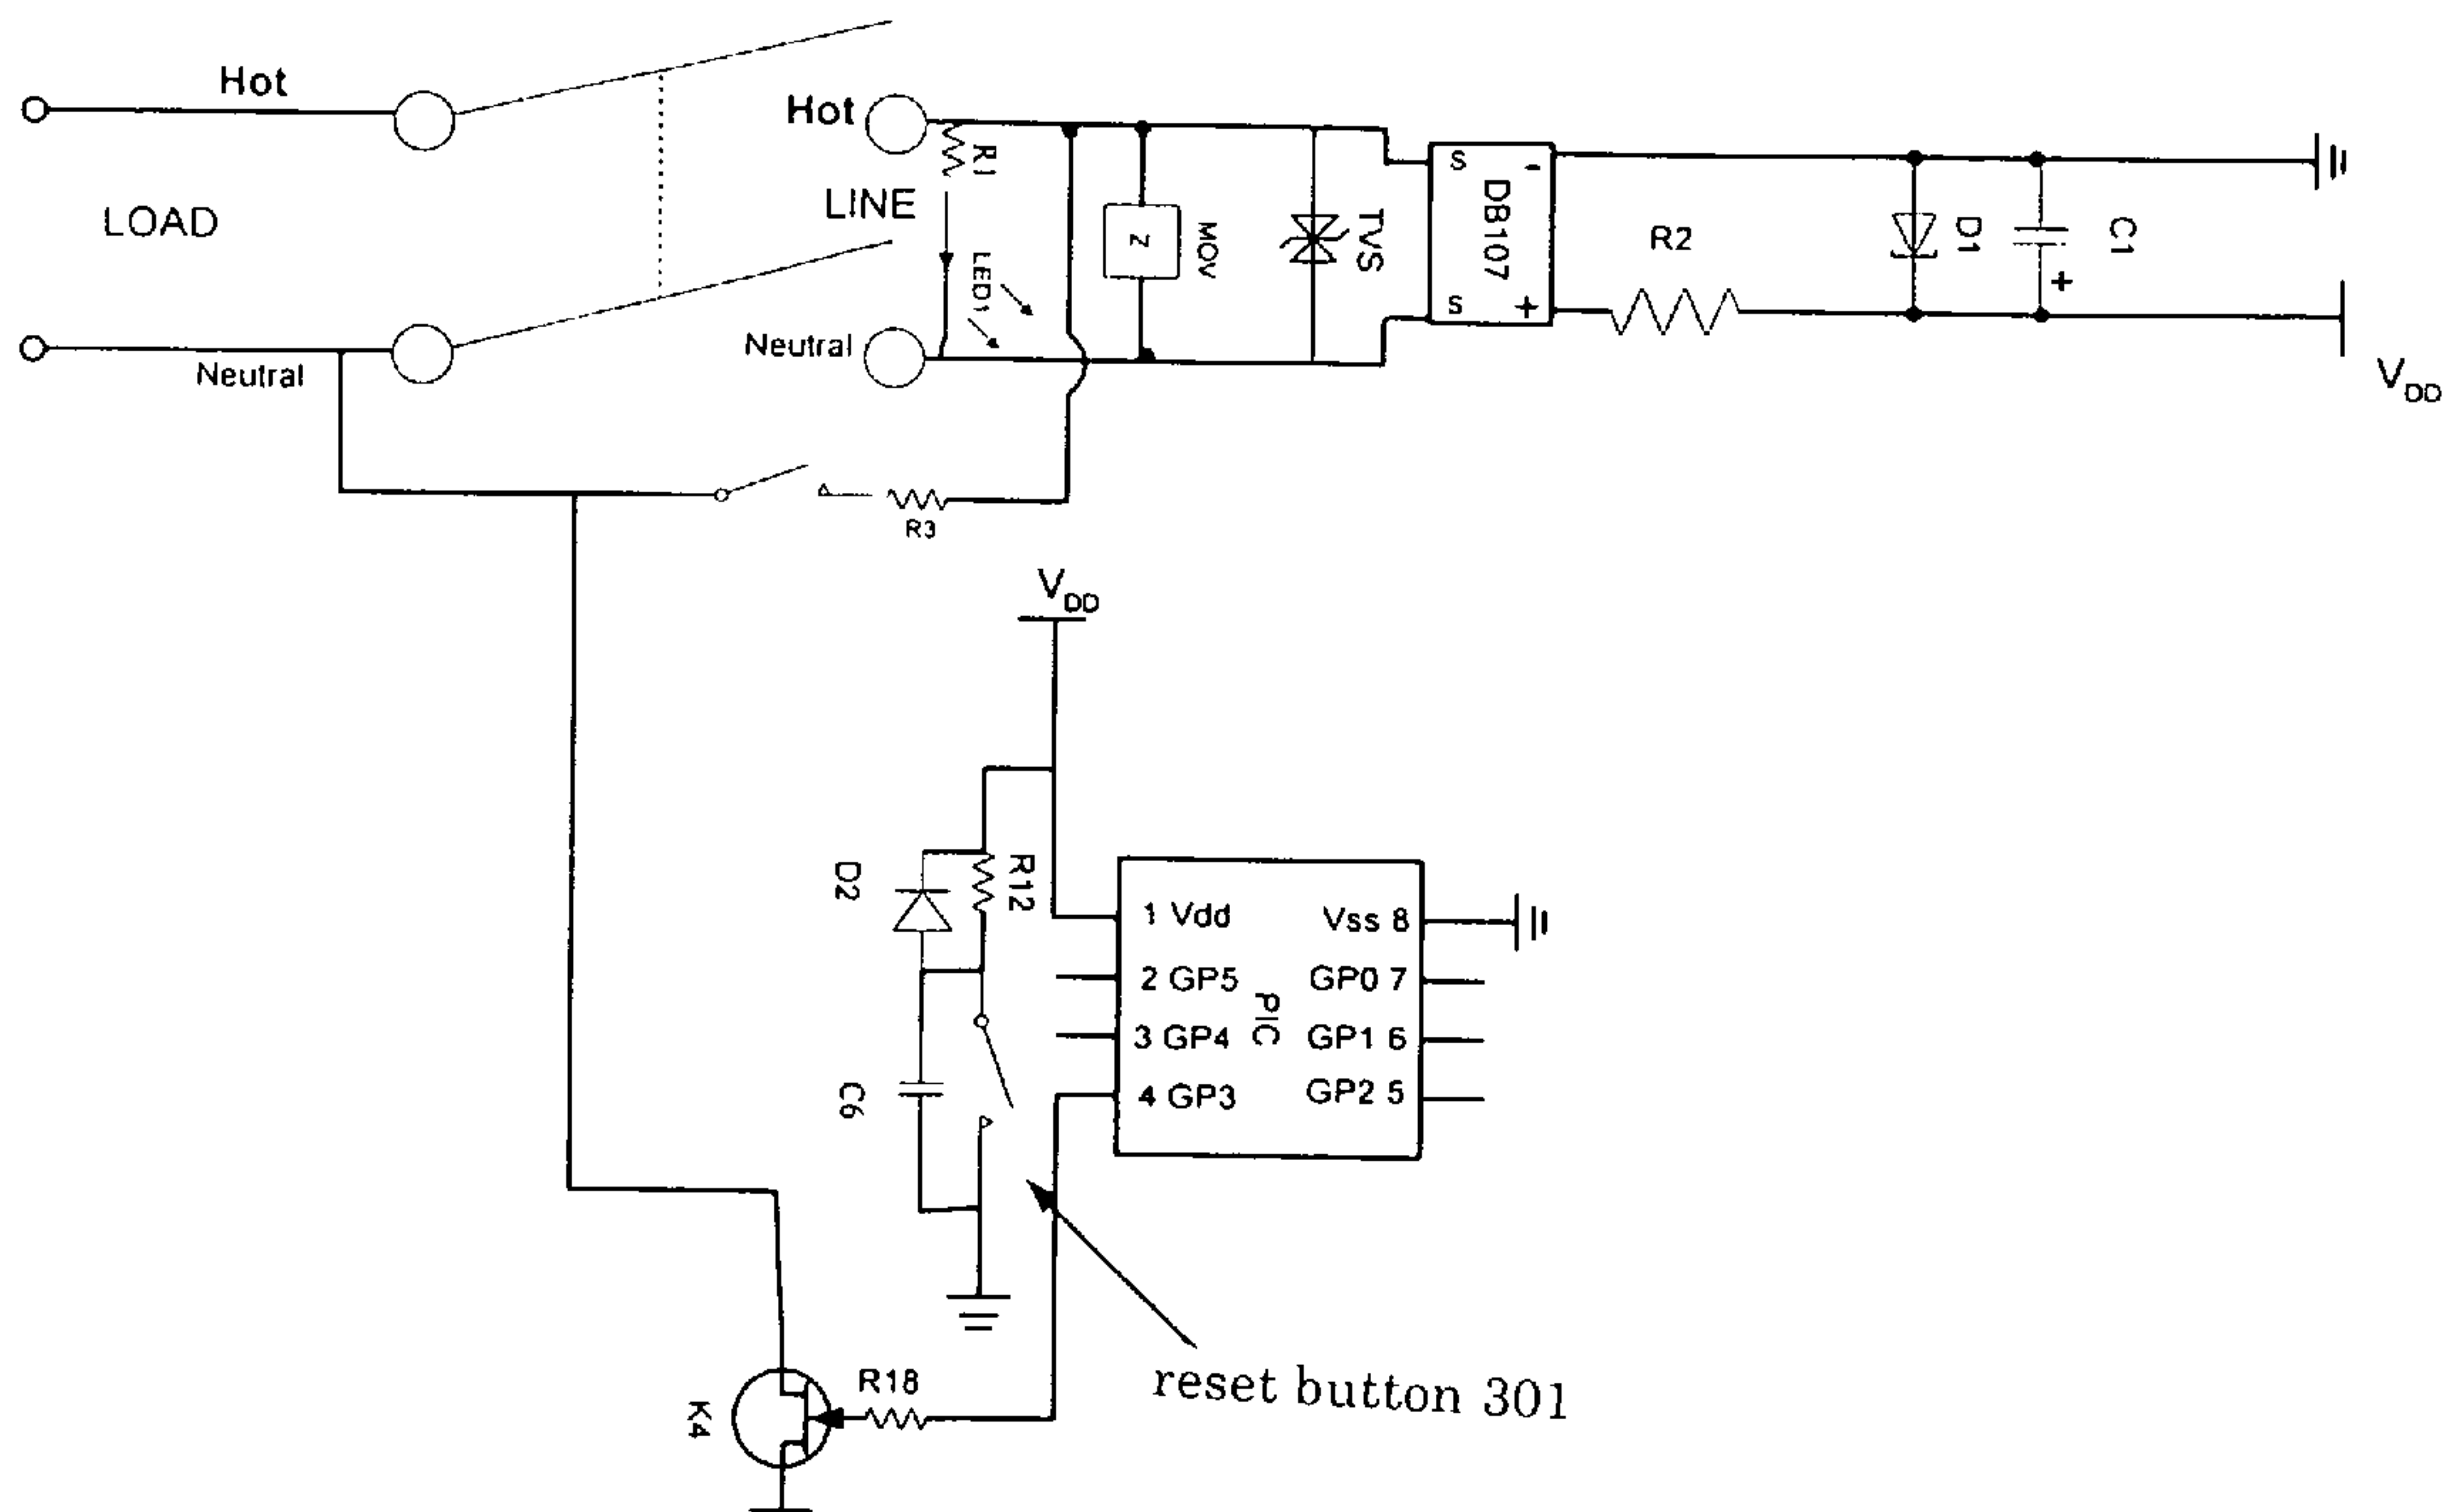 Hot
Hot
R1
LINE
LOAD
LED1
MOV
Z
TVS
S
-
DB107
S
+
R2
D1
C1
+
Neutral
Neutral
V_DD
R3
V_DD
D2
R12
1 Vdd
Vss 8
2 GP5
GP0 7
PIC
3 GP4
GP1 6
4 GP3
GP2 5
C6
reset button 301
R18
K4